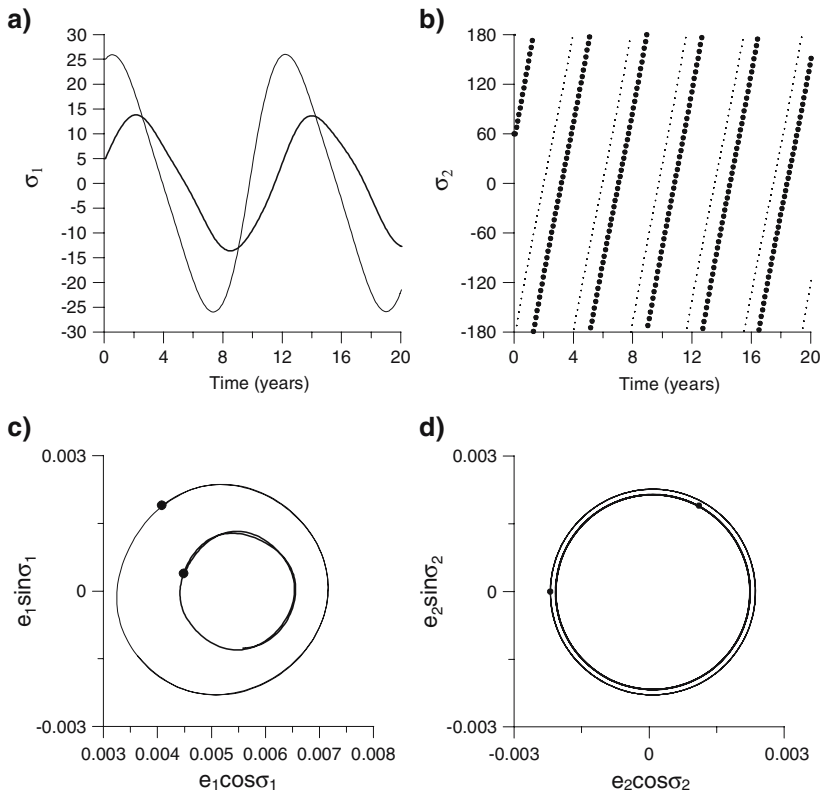 a)
30
25
20
15
10
5
0
-5
-10
-15
-20
-25
-30
σ1
0 4 8 12 16 20
Time (years)
b)
180
120
60
0
-60
-120
-180
σ2
0 4 8 12 16 20
Time (years)
c)
0.003
0
-0.003
e1sinσ1
0.003 0.004 0.005 0.006 0.007 0.008
e1cosσ1
d)
0.003
0
-0.003
e2sinσ2
-0.003 0 0.003
e2cosσ2